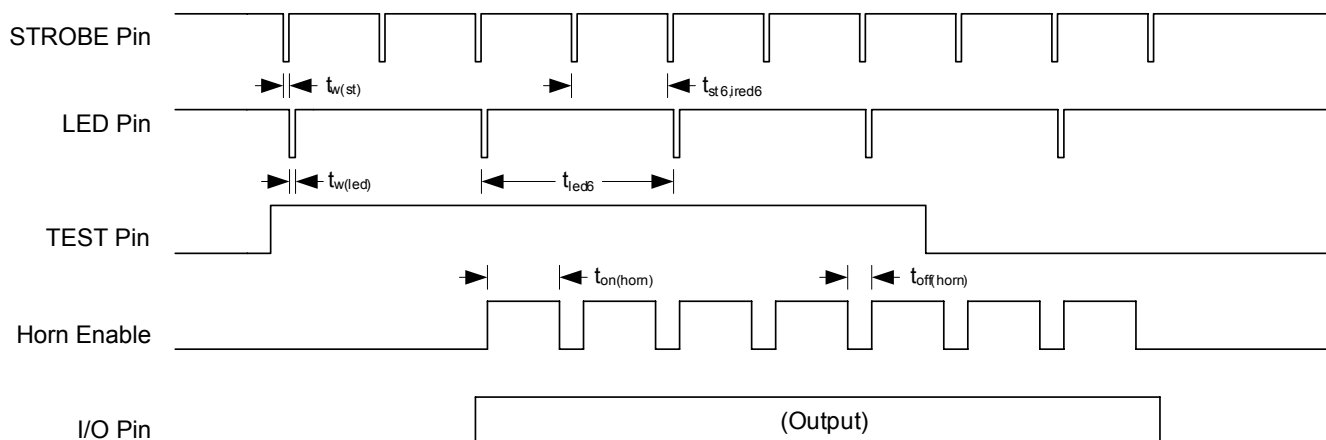 STROBE Pin
tw(st)
tst6,ired6
LED Pin
tw(led)
tled6
TEST Pin
ton(horn)
toff(horn)
Horn Enable
(Output)
I/O Pin